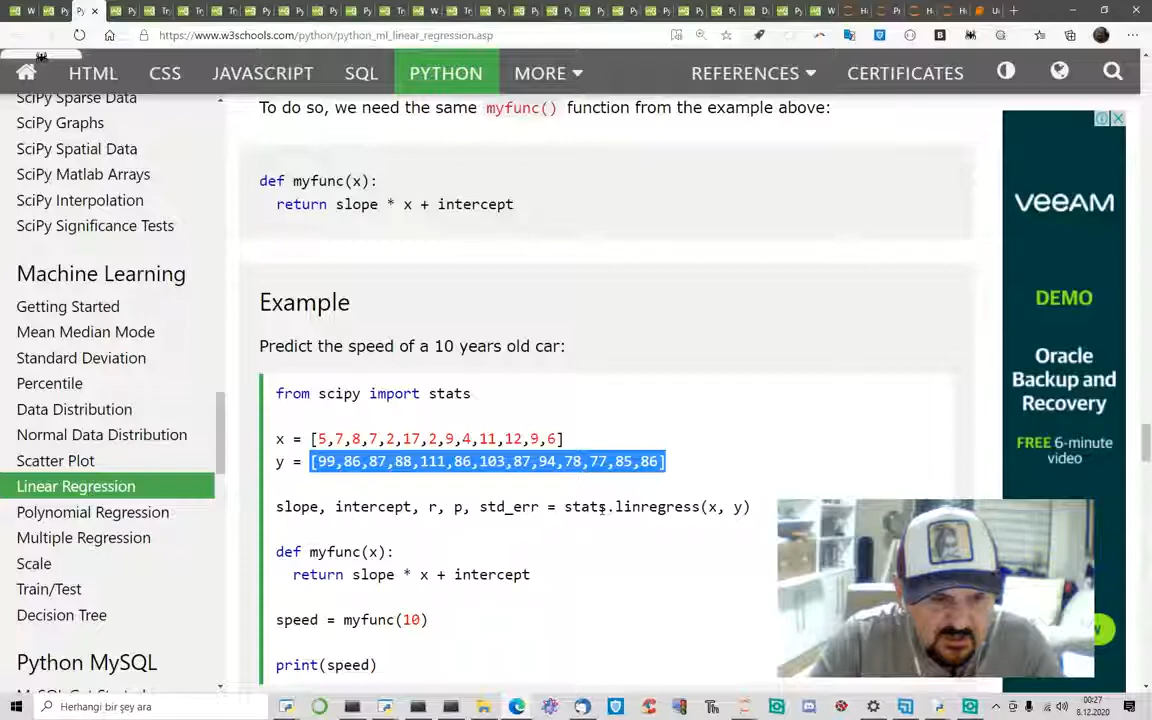 https://www.w3schools.com/python/python_ml_linear_regression.asp
HTML CSS JAVASCRIPT SQL PYTHON MORE REFERENCES CERTIFICATES
SciPy Sparse Data
SciPy Graphs
SciPy Spatial Data
SciPy Matlab Arrays
SciPy Interpolation
SciPy Significance Tests
Machine Learning
Getting Started
Mean Median Mode
Standard Deviation
Percentile
Data Distribution
Normal Data Distribution
Scatter Plot
Linear Regression
Polynomial Regression
Multiple Regression
Scale
Train/Test
Decision Tree
Python MySQL
To do so, we need the same myfunc() function from the example above:
def myfunc(x):
return slope * x + intercept
Example
Predict the speed of a 10 years old car:
from scipy import stats
x = [5,7,8,7,2,17,2,9,4,11,12,9,6]
y = [99,86,87,88,111,86,103,87,94,78,77,85,86]
slope, intercept, r, p, std_err = stats.linregress(x, y)
def myfunc(x):
return slope * x + intercept
speed = myfunc(10)
print(speed)
VEEAM
DEMO
Oracle
Backup and
Recovery
FREE 6-minute
video
Herhangi bir şey ara
00:27
8.12.2020